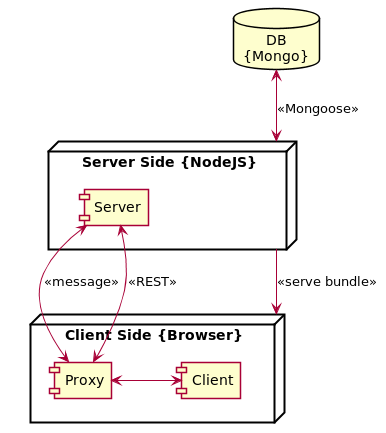 DB
{Mongo}
«Mongoose»
Server Side {NodeJS}
Server
«message»
«REST»
«serve bundle»
Client Side {Browser}
Proxy
Client